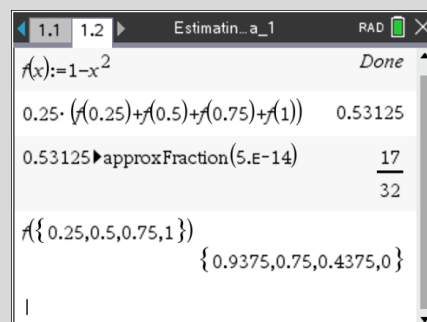 1.1 1.2 Estimatin…a_1 RAD
f(x):=1−x² Done
0.25·(f(0.25)+f(0.5)+f(0.75)+f(1)) 0.53125
0.53125▶approxFraction(5.ᴇ−14) 17
32
f({0.25,0.5,0.75,1})
{0.9375,0.75,0.4375,0}